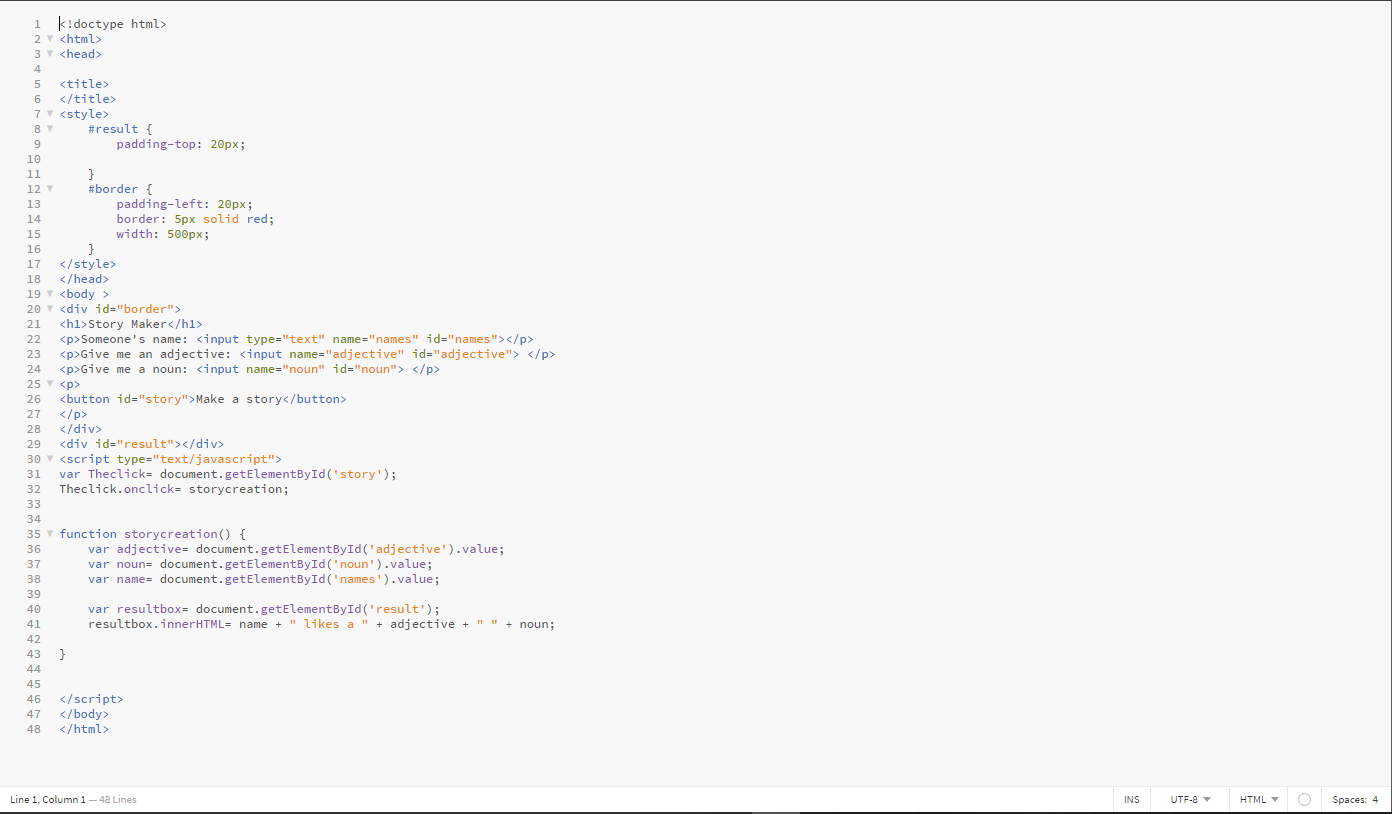 1 <!doctype html>
2 <html>
3 <head>
4
5 <title>
6 </title>
7 <style>
8     #result {
9         padding-top: 20px;
10
11     }
12     #border {
13         padding-left: 20px;
14         border: 5px solid red;
15         width: 500px;
16     }
17 </style>
18 </head>
19 <body >
20 <div id="border">
21 <h1>Story Maker</h1>
22 <p>Someone's name: <input type="text" name="names" id="names"></p>
23 <p>Give me an adjective: <input name="adjective" id="adjective"> </p>
24 <p>Give me a noun: <input name="noun" id="noun"> </p>
25 <p>
26 <button id="story">Make a story</button>
27 </p>
28 </div>
29 <div id="result"></div>
30 <script type="text/javascript">
31 var Theclick= document.getElementById('story');
32 Theclick.onclick= storycreation;
33
34
35 function storycreation() {
36     var adjective= document.getElementById('adjective').value;
37     var noun= document.getElementById('noun').value;
38     var name= document.getElementById('names').value;
39
40     var resultbox= document.getElementById('result');
41     resultbox.innerHTML= name + " likes a " + adjective + " " + noun;
42
43 }
44
45
46 </script>
47 </body>
48 </html>
Line 1, Column 1 — 48 Lines INS UTF-8 HTML Spaces: 4